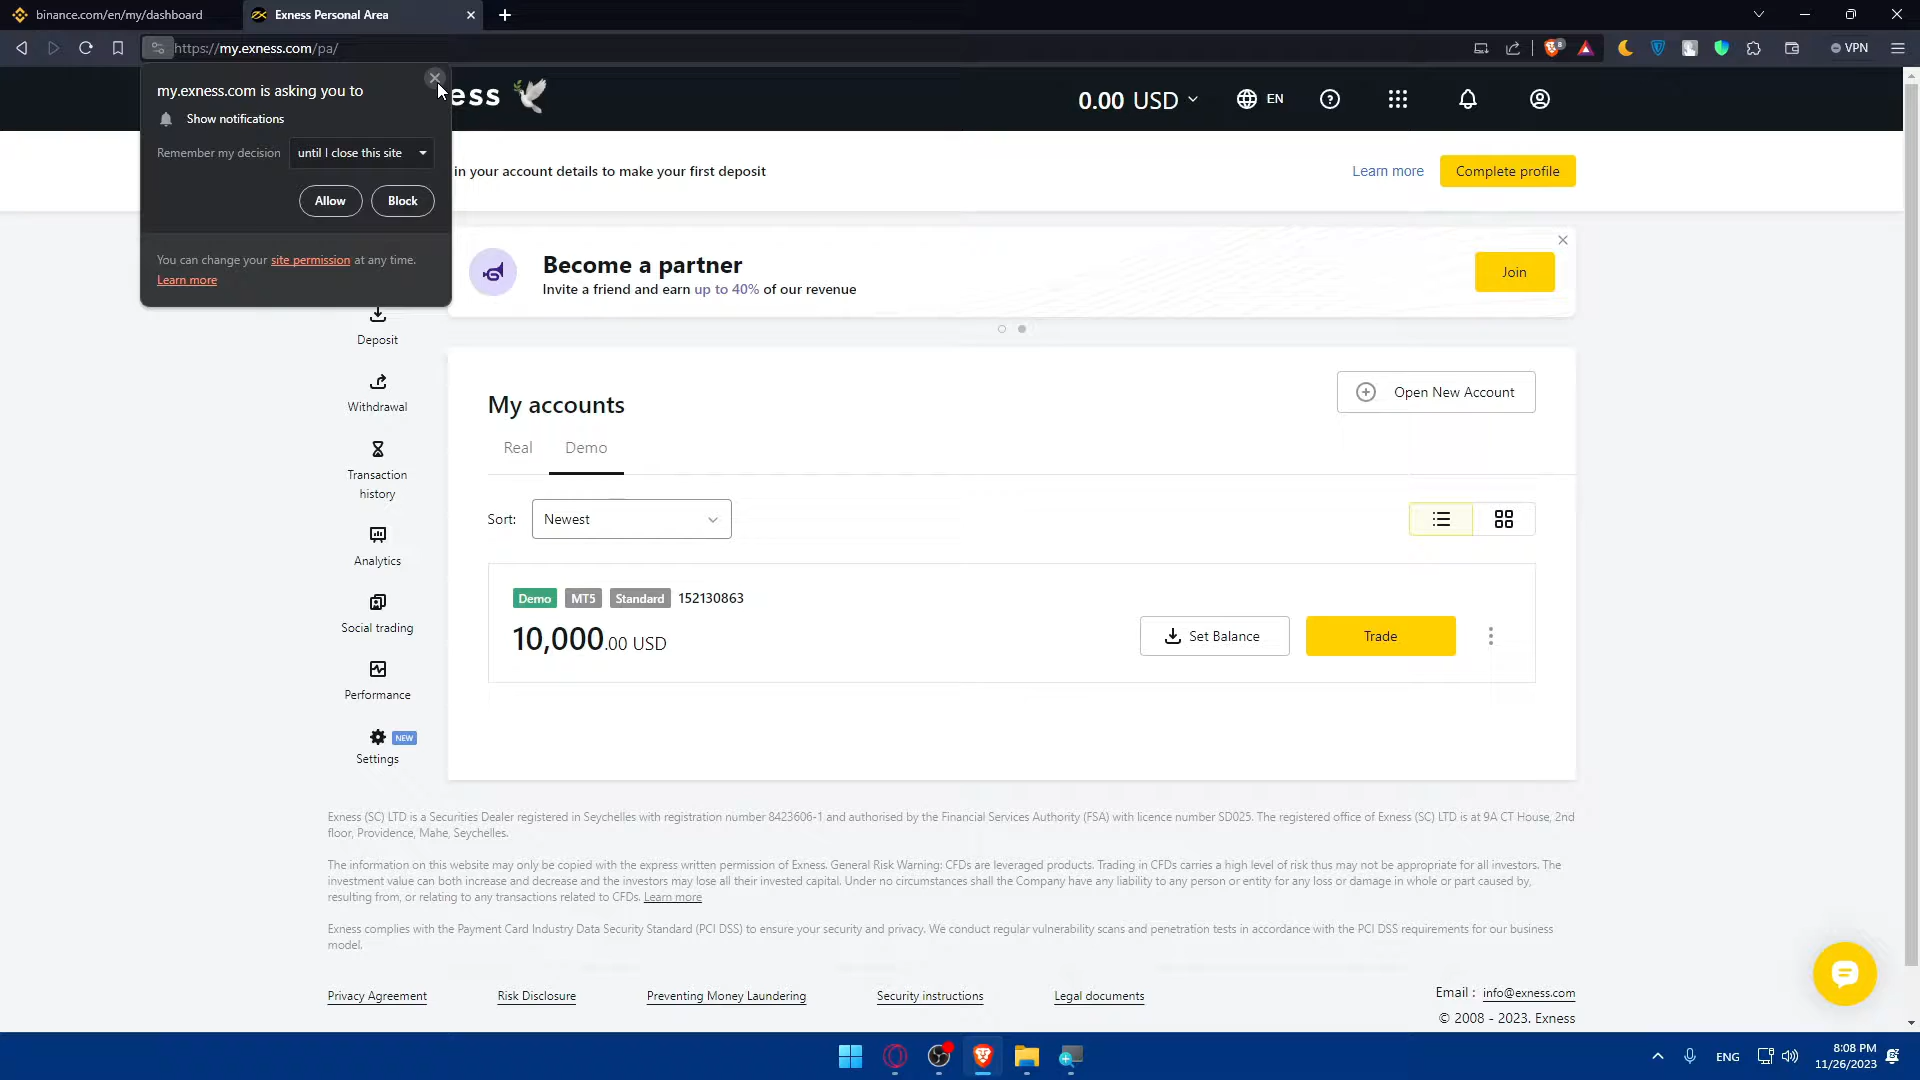 binance.com/en/my/dashboard
Exness Personal Area
https://my.exness.com/pa/
8
VPN
my.exness.com is asking you to
Show notifications
Remember my decision until I close this site
Allow Block
You can change your site permission at any time.
Learn more
ess
0.00 USD
EN
in your account details to make your first deposit
Learn more
Complete profile
Become a partner
Invite a friend and earn up to 40% of our revenue
Join
Deposit
Withdrawal
Transaction
history
Analytics
Social trading
Performance
NEW
Settings
My accounts
Open New Account
Real Demo
Sort: Newest
Demo MT5 Standard 152130863
10,000.00 USD
Set Balance
Trade
Exness (SC) LTD is a Securities Dealer registered in Seychelles with registration number 8423606-1 and authorised by the Financial Services Authority (FSA) with licence number SD025. The registered office of Exness (SC) LTD is at 9A CT House, 2nd
floor, Providence, Mahe, Seychelles.
The information on this website may only be copied with the express written permission of Exness. General Risk Warning: CFDs are leveraged products. Trading in CFDs carries a high level of risk thus may not be appropriate for all investors. The
investment value can both increase and decrease and the investors may lose all their invested capital. Under no circumstances shall the Company have any liability to any person or entity for any loss or damage in whole or part caused by,
resulting from, or relating to any transactions related to CFDs. Learn more
Exness complies with the Payment Card Industry Data Security Standard (PCI DSS) to ensure your security and privacy. We conduct regular vulnerability scans and penetration tests in accordance with the PCI DSS requirements for our business
model.
Privacy Agreement
Risk Disclosure
Preventing Money Laundering
Security instructions
Legal documents
Email : info@exness.com
© 2008 - 2023. Exness
ENG
8:08 PM
11/26/2023